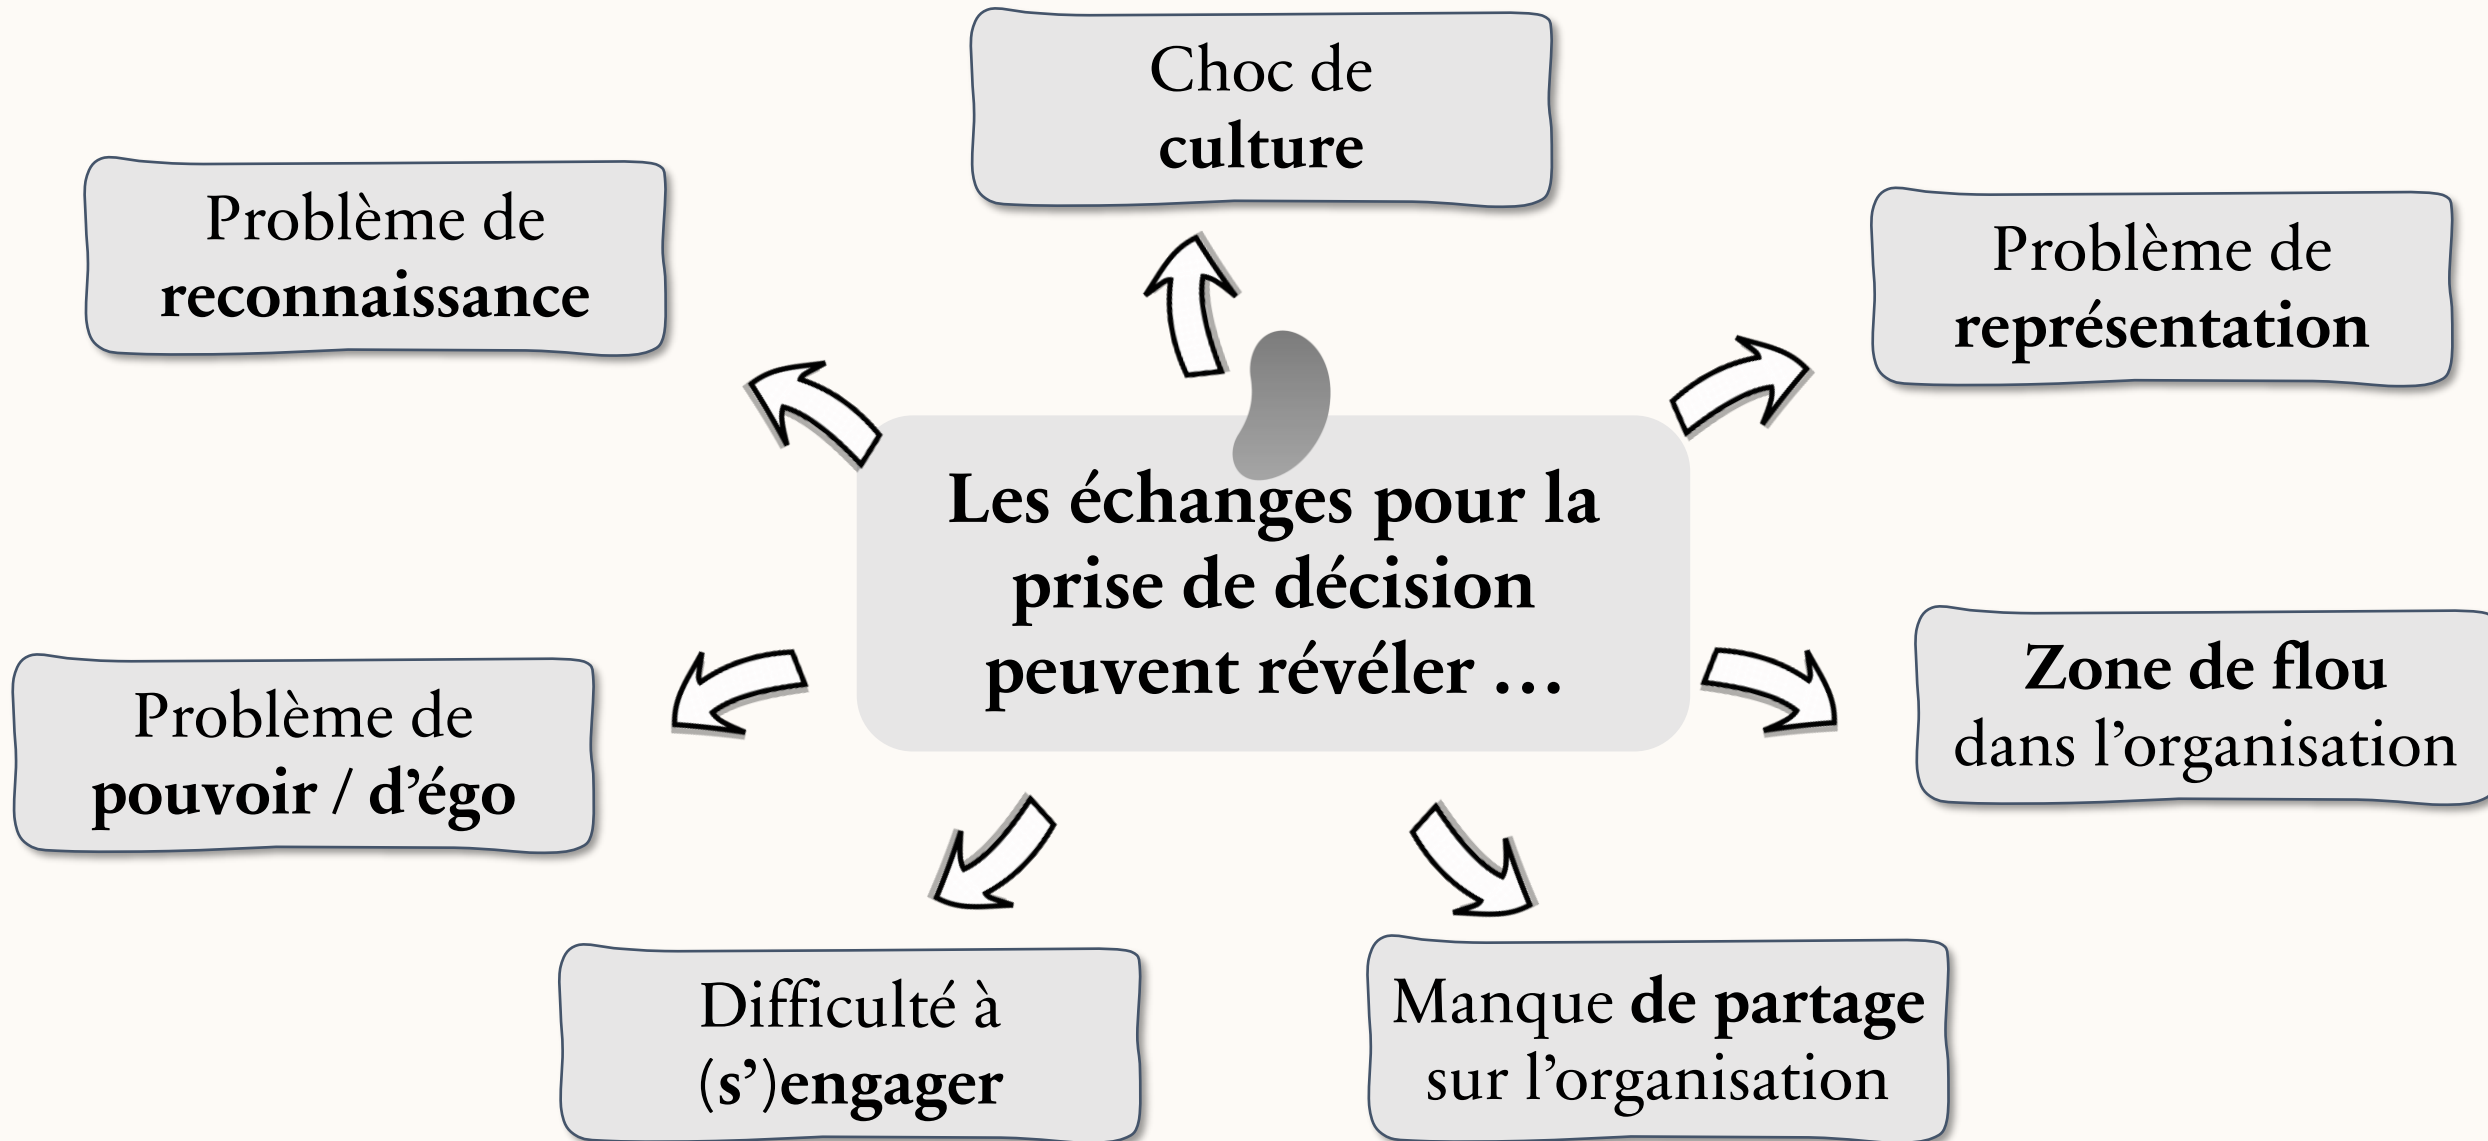 Choc de
culture
Problème de
reconnaissance
Problème de
représentation
Les échanges pour la
prise de décision
peuvent révéler …
Zone de flou
dans l’organisation
Problème de
pouvoir / d’égo
Difficulté à
(s’)engager
Manque de partage
sur l’organisation